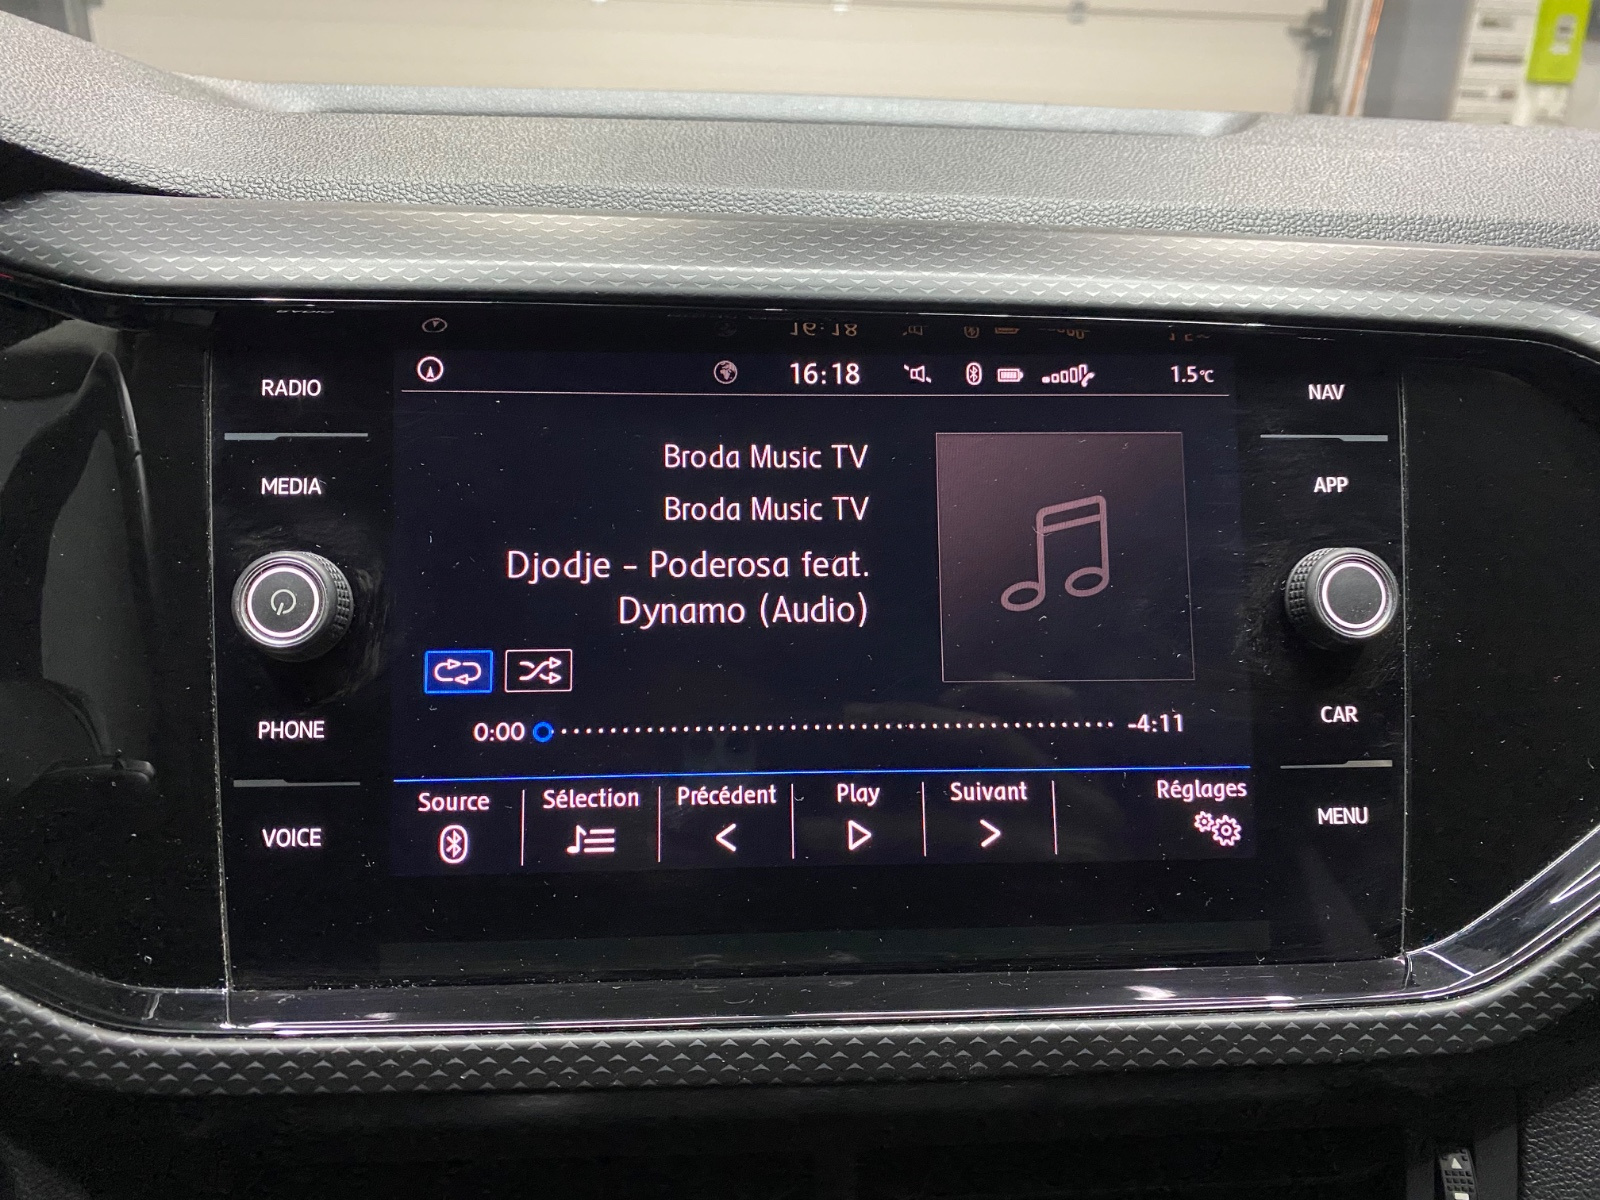 RADIO
MEDIA
PHONE
VOICE
16:18
1.5°C
Broda Music TV
Broda Music TV
Djodje - Poderosa feat.
Dynamo (Audio)
0:00
-4:11
Source
Sélection
Précédent
Play
Suivant
Réglages
NAV
APP
CAR
MENU